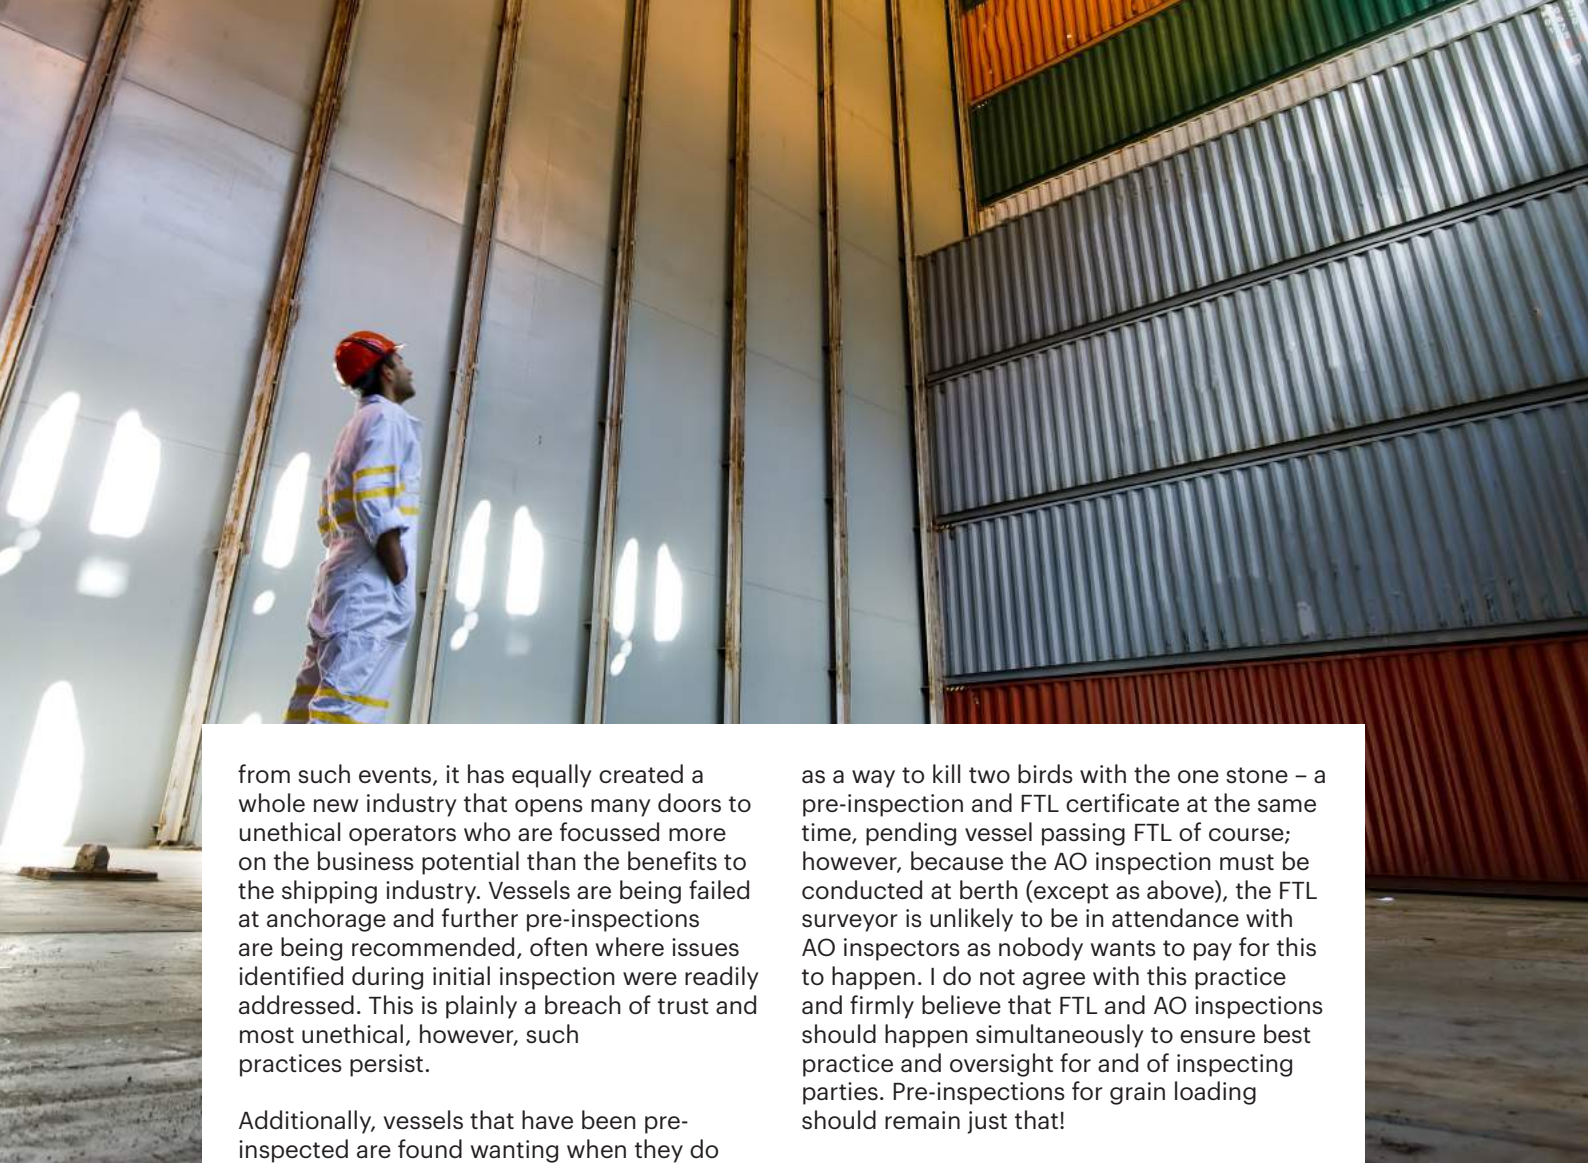 from such events, it has equally created a
whole new industry that opens many doors to
unethical operators who are focussed more
on the business potential than the benefits to
the shipping industry. Vessels are being failed
at anchorage and further pre-inspections
are being recommended, often where issues
identified during initial inspection were readily
addressed. This is plainly a breach of trust and
most unethical, however, such
practices persist.
Additionally, vessels that have been pre-
inspected are found wanting when they do
as a way to kill two birds with the one stone – a
pre-inspection and FTL certificate at the same
time, pending vessel passing FTL of course;
however, because the AO inspection must be
conducted at berth (except as above), the FTL
surveyor is unlikely to be in attendance with
AO inspectors as nobody wants to pay for this
to happen. I do not agree with this practice
and firmly believe that FTL and AO inspections
should happen simultaneously to ensure best
practice and oversight for and of inspecting
parties. Pre-inspections for grain loading
should remain just that!